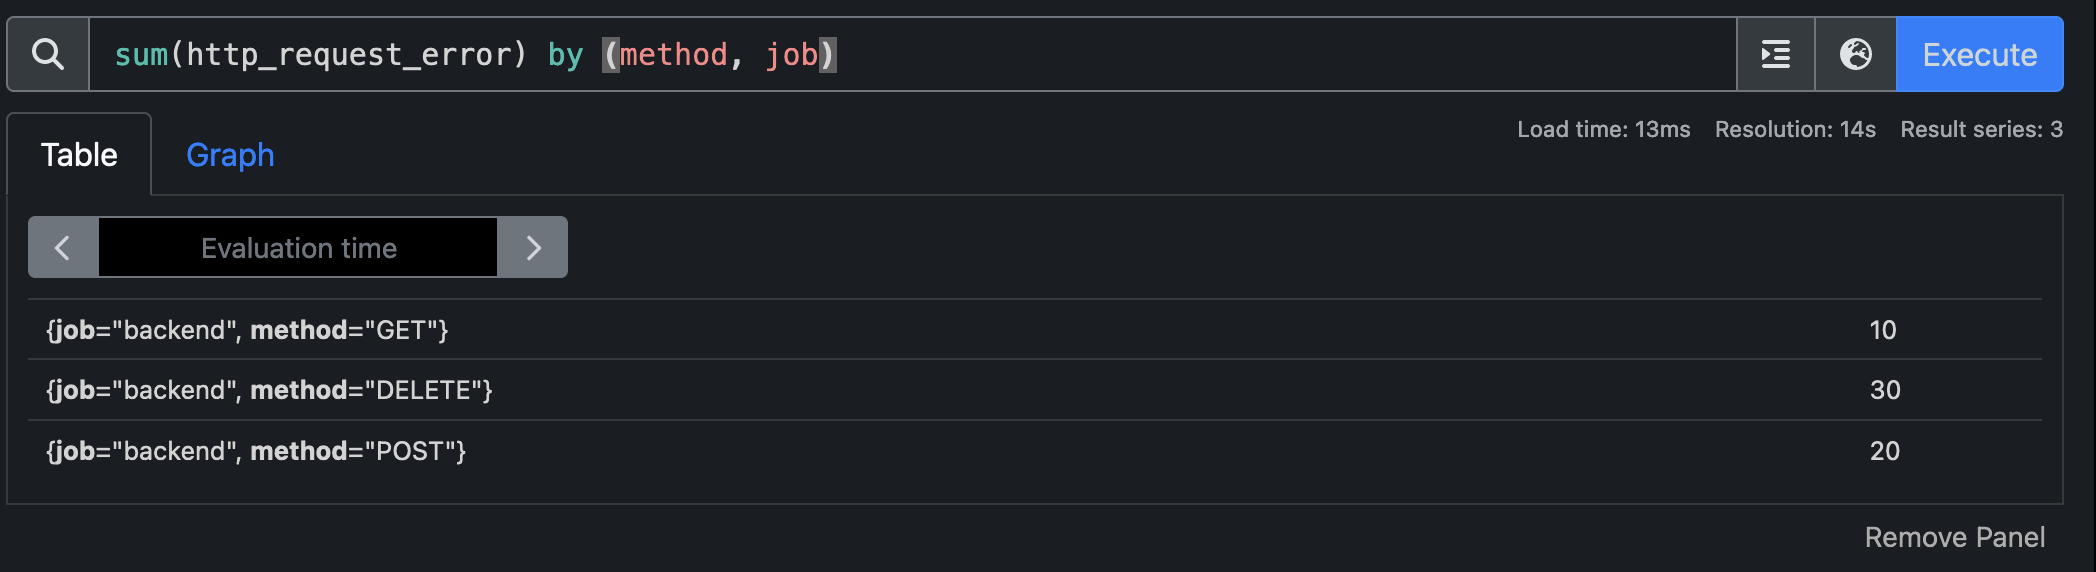 sum(http_request_error) by (method, job)
Execute
Load time: 13ms Resolution: 14s Result series: 3
Table Graph
Evaluation time
{job="backend", method="GET"} 10
{job="backend", method="DELETE"} 30
{job="backend", method="POST"} 20
Remove Panel